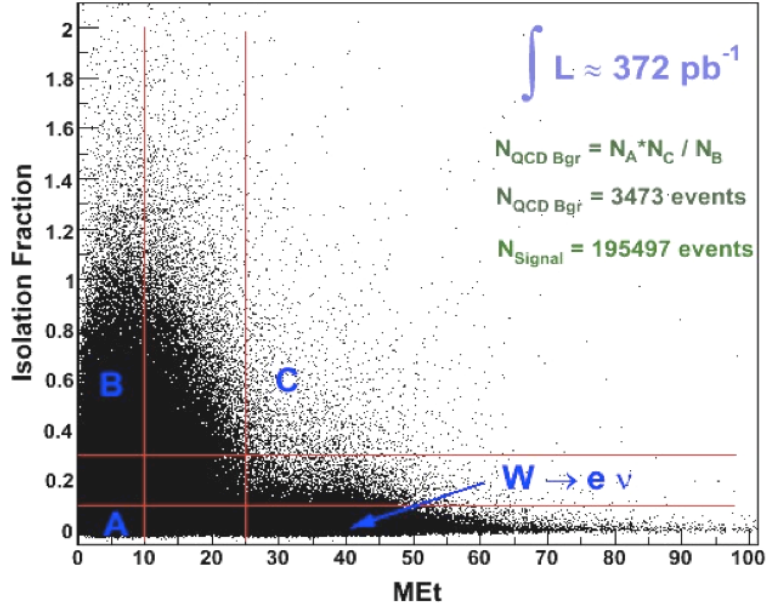 ∫ L ≈ 372 pb⁻¹
N_QCD Bgr = N_A*N_C / N_B
N_QCD Bgr = 3473 events
N_Signal = 195497 events
Isolation Fraction
2
1.8
1.6
1.4
1.2
1
0.8
0.6
0.4
0.2
0
B
C
A
W → e ν
0 10 20 30 40 50 60 70 80 90 100
MEt